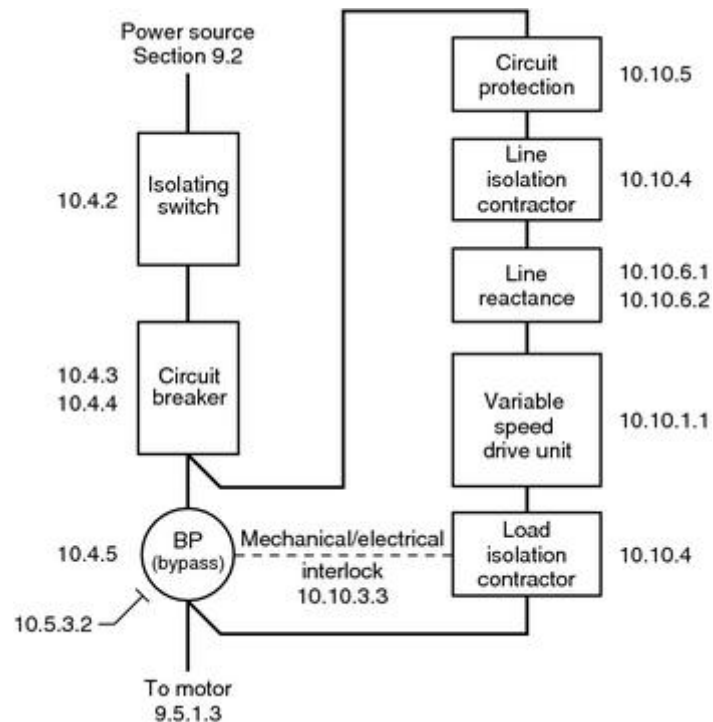 Power source
Section 9.2
10.4.2
Isolating
switch
10.4.3
10.4.4
Circuit
breaker
10.4.5
BP
(bypass)
Mechanical/electrical
interlock
10.10.3.3
10.5.3.2
To motor
9.5.1.3
Circuit
protection
10.10.5
Line
isolation
contractor
10.10.4
Line
reactance
10.10.6.1
10.10.6.2
Variable
speed
drive unit
10.10.1.1
Load
isolation
contractor
10.10.4